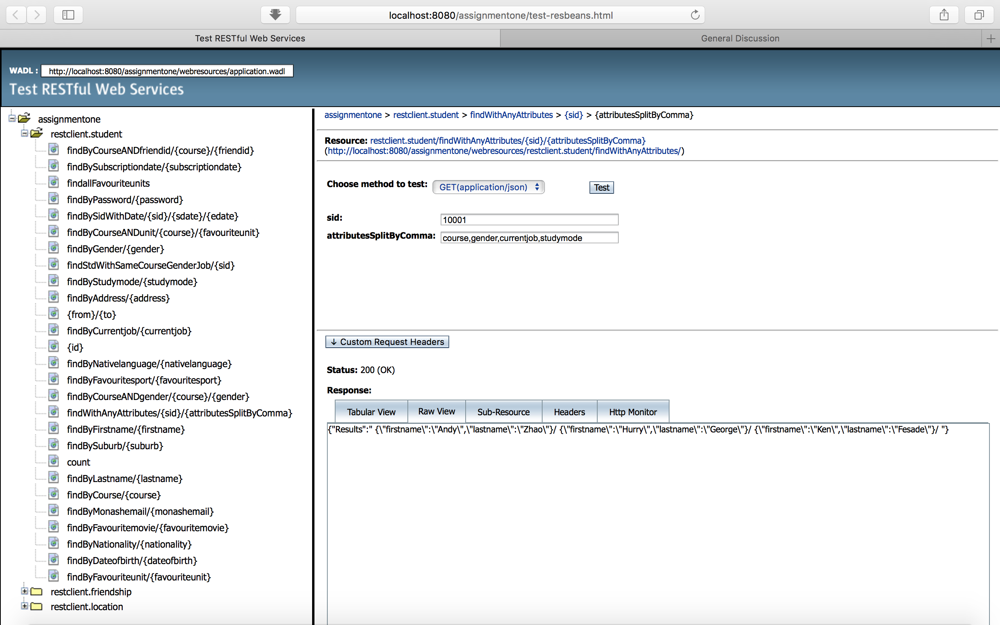 localhost:8080/assignmentone/test-resbeans.html
Test RESTful Web Services
General Discussion
WADL : http://localhost:8080/assignmentone/webresources/application.wadl
Test RESTful Web Services
assignmentone
restclient.student
findByCourseANDfriendid/{course}/{friendid}
findBySubscriptiondate/{subscriptiondate}
findallFavouriteunits
findByPassword/{password}
findBySidWithDate/{sid}/{sdate}/{edate}
findByCourseANDunit/{course}/{favouriteunit}
findByGender/{gender}
findStdWithSameCourseGenderJob/{sid}
findByStudymode/{studymode}
findByAddress/{address}
{from}/{to}
findByCurrentjob/{currentjob}
{id}
findByNativelanguage/{nativelanguage}
findByFavouritesport/{favouritesport}
findByCourseANDgender/{course}/{gender}
findWithAnyAttributes/{sid}/{attributesSplitByComma}
findByFirstname/{firstname}
findBySuburb/{suburb}
count
findByLastname/{lastname}
findByCourse/{course}
findByMonashemail/{monashemail}
findByFavouritemovie/{favouritemovie}
findByNationality/{nationality}
findByDateofbirth/{dateofbirth}
findByFavouriteunit/{favouriteunit}
restclient.friendship
restclient.location
assignmentone > restclient.student > findWithAnyAttributes > {sid} > {attributesSplitByComma}
Resource: restclient.student/findWithAnyAttributes/{sid}/{attributesSplitByComma}
(http://localhost:8080/assignmentone/webresources/restclient.student/findWithAnyAttributes/)
Choose method to test: GET(application/json) Test
sid: 10001
attributesSplitByComma: course,gender,currentjob,studymode
↓ Custom Request Headers
Status: 200 (OK)
Response:
Tabular View Raw View Sub-Resource Headers Http Monitor
{"Results":" {\"firstname\":\"Andy\",\"lastname\":\"Zhao\"}/ {\"firstname\":\"Hurry\",\"lastname\":\"George\"}/ {\"firstname\":\"Ken\",\"lastname\":\"Fesade\"}/ "}